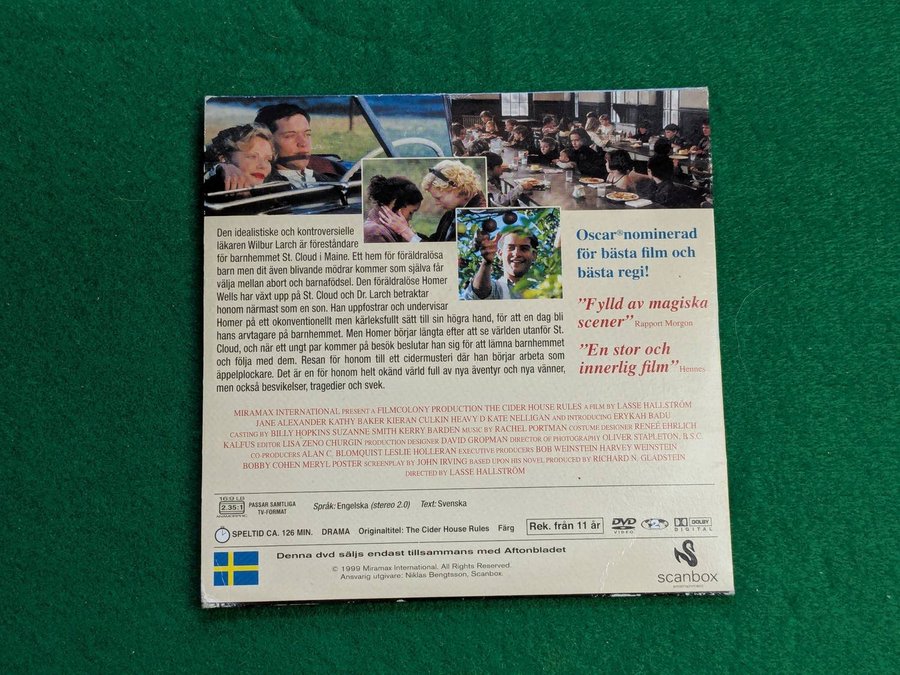 Den idealistiske och kontroversielle
läkaren Wilbur Larch är föreståndare
för barnhemmet St. Cloud i Maine. Ett hem för föräldralösa
barn men dit även blivande mödrar kommer som själva får
välja mellan abort och barnafödsel. Den föräldralöse Homer
Wells har växt upp på St. Cloud och Dr. Larch betraktar
honom närmast som en son. Han uppfostrar och undervisar
Homer på ett okonventionellt men kärleksfullt sätt till sin högra hand, för att en dag bli
hans arvtagare på barnhemmet. Men Homer börjar längta efter att se världen utanför St.
Cloud, och när ett ungt par kommer på besök beslutar han sig för att lämna barnhemmet
och följa med dem. Resan för honom till ett cidermusteri där han börjar arbeta som
äppelplockare. Det är en för honom helt okänd värld full av nya äventyr och nya vänner,
men också besvikelser, tragedier och svek.
Oscar®nominerad
för bästa film och
bästa regi!
”Fylld av magiska
scener” Rapport Morgon
”En stor och
innerlig film” Hennes
MIRAMAX INTERNATIONAL PRESENT A FILMCOLONY PRODUCTION THE CIDER HOUSE RULES A FILM BY LASSE HALLSTRÖM
JANE ALEXANDER KATHY BAKER KIERAN CULKIN HEAVY D KATE NELLIGAN AND INTRODUCING ERYKAH BADU
CASTING BY BILLY HOPKINS SUZANNE SMITH KERRY BARDEN MUSIC BY RACHEL PORTMAN COSTUME DESIGNER RENEÉ EHRLICH
KALFUS EDITOR LISA ZENO CHURGIN PRODUCTION DESIGNER DAVID GROPMAN DIRECTOR OF PHOTOGRAPHY OLIVER STAPLETON, B.S.C.
CO-PRODUCERS ALAN C. BLOMQUIST LESLIE HOLLERAN EXECUTIVE PRODUCERS BOB WEINSTEIN HARVEY WEINSTEIN
BOBBY COHEN MERYL POSTER SCREENPLAY BY JOHN IRVING BASED UPON HIS NOVEL PRODUCED BY RICHARD N. GLADSTEIN
DIRECTED BY LASSE HALLSTRÖM
16:9 LB
2.35:1
ANAMORPHIC
PASSAR SAMTLIGA
TV-FORMAT
Språk: Engelska (stereo 2.0) Text: Svenska
SPELTID CA. 126 MIN. DRAMA Originaltitel: The Cider House Rules Färg
Rek. från 11 år
DVD
VIDEO
DOLBY
DIGITAL
Denna dvd säljs endast tillsammans med Aftonbladet
© 1999 Miramax International. All Rights Reserved.
Ansvarig utgivare: Niklas Bengtsson, Scanbox.
scanbox